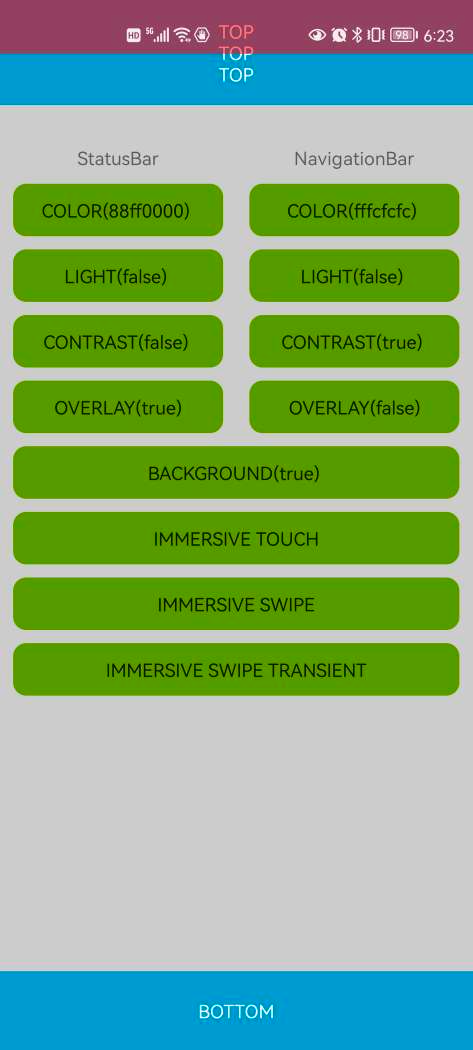 HD 5G TOP 98 6:23
TOP
TOP
StatusBar NavigationBar
COLOR(88ff0000) COLOR(fffcfcfc)
LIGHT(false) LIGHT(false)
CONTRAST(false) CONTRAST(true)
OVERLAY(true) OVERLAY(false)
BACKGROUND(true)
IMMERSIVE TOUCH
IMMERSIVE SWIPE
IMMERSIVE SWIPE TRANSIENT
BOTTOM